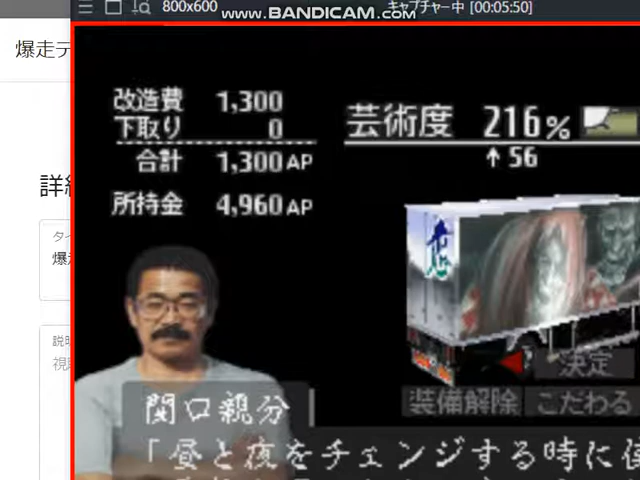 800x600
www.BANDICAM.com
キャプチャー中 [00:05:50]
爆走デ
改造費 1,300
下取り 0
合計 1,300 AP
所持金 4,960 AP
芸術度 216%
↑56
詳細
タイ
爆走
説明
視
決定
装備解除 こだわる
関口親分
「昼と夜をチェンジする時に